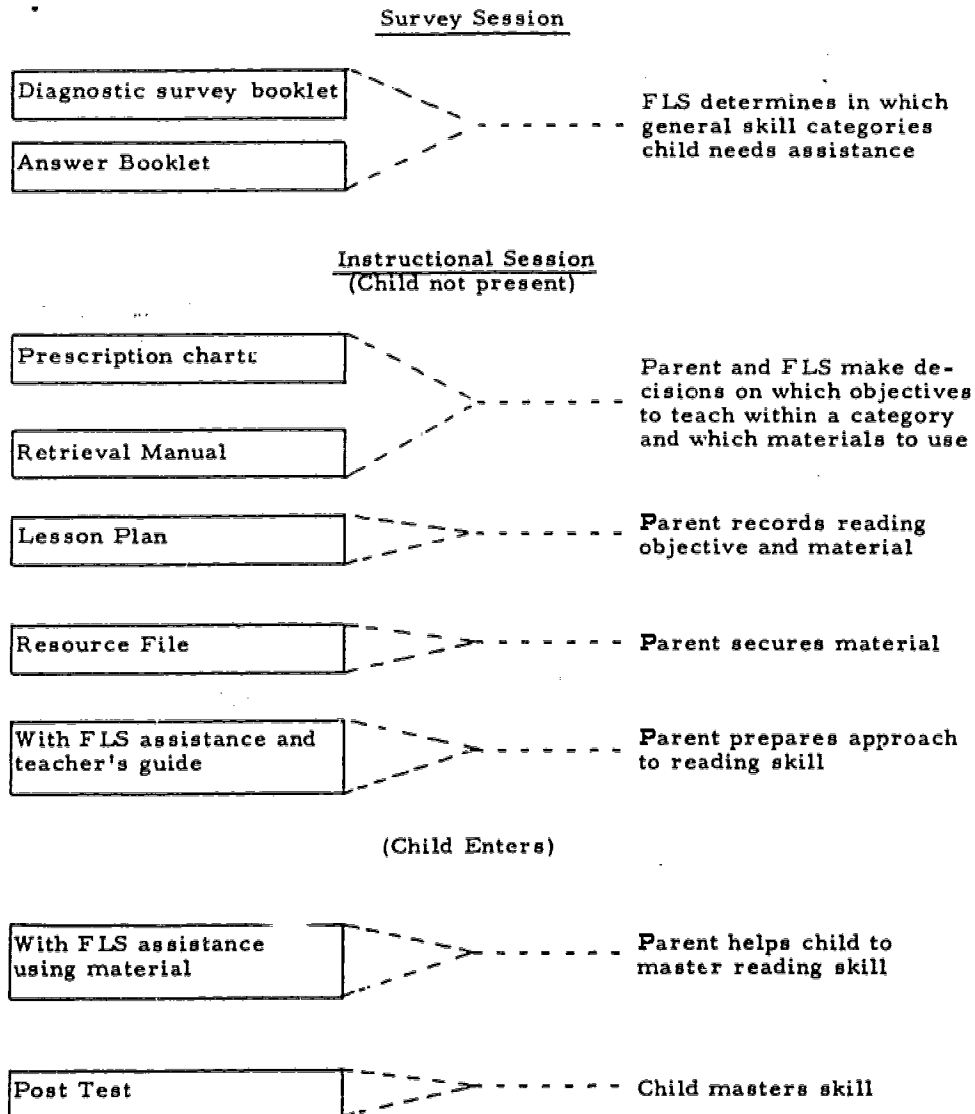 Survey Session
Diagnostic survey booklet
Answer Booklet
FLS determines in which
general skill categories
child needs assistance
Instructional Session
(Child not present)
Prescription charts
Retrieval Manual
Parent and FLS make de-
cisions on which objectives
to teach within a category
and which materials to use
Lesson Plan
Parent records reading
objective and material
Resource File
Parent secures material
With FLS assistance and
teacher's guide
Parent prepares approach
to reading skill
(Child Enters)
With FLS assistance
using material
Parent helps child to
master reading skill
Post Test
Child masters skill